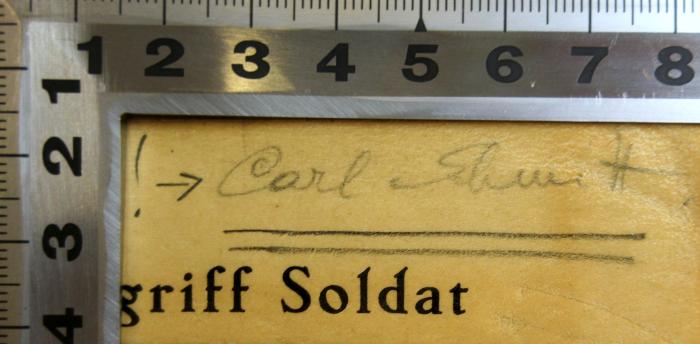 1 2 3 4 5 6 7 8
1
2
3
4
! → Carl Schmitt
griff Soldat